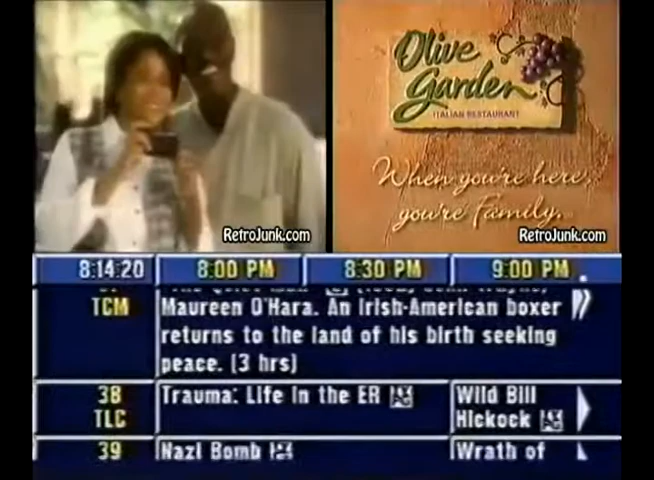 Olive
Garden
ITALIAN RESTAURANT
When you're here,
you're Family.
RetroJunk.com
RetroJunk.com
8:14:20 8:00 PM 8:30 PM 9:00 PM
TCM
Maureen O'Hara. An Irish-American boxer
returns to the land of his birth seeking
peace. (3 hrs)
38 Trauma: Life in the ER Wild Bill
TLC Hickock
39 Nazi Bomb Wrath of